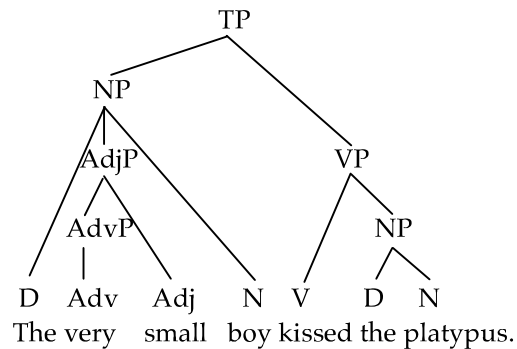 TP
NP
AdjP VP
AdvP NP
D Adv Adj N V D N
The very small boy kissed the platypus.